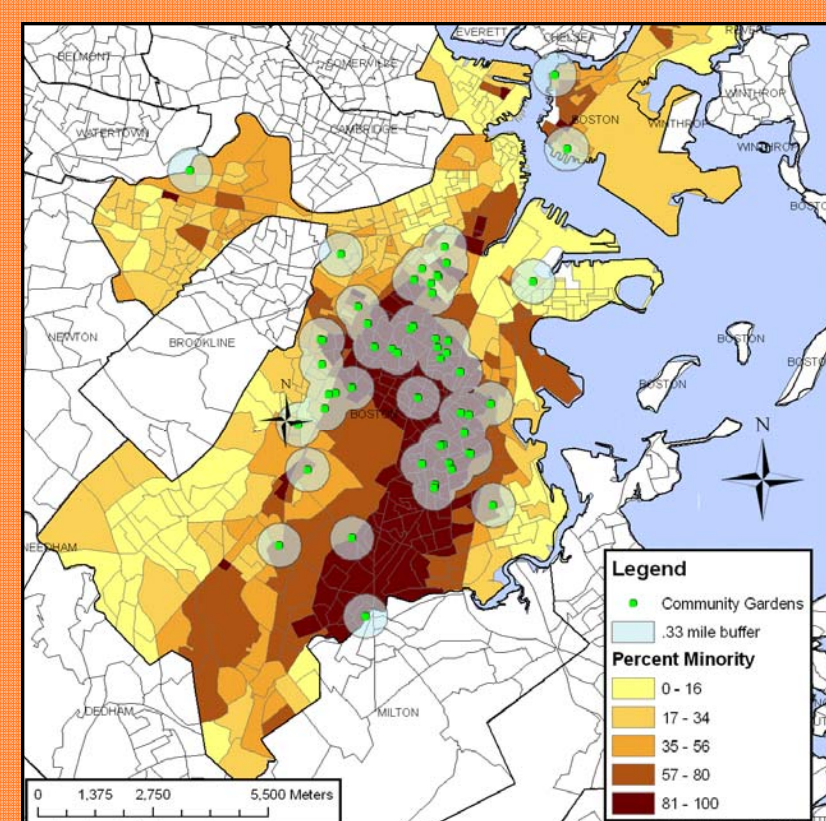 EVERETT
CHELSEA
REVERE
BELMONT
SOMERVILLE
WINTHROP
WATERTOWN
CAMBRIDGE
BOSTON
WINTHROP
WINTHROP
BOSTON
NEWTON
BROOKLINE
BOSTON
BOSTON
BOSTON
N
BOSTON
N
NEEDHAM
DEDHAM
MILTON
Legend
Community Gardens
.33 mile buffer
Percent Minority
0 - 16
17 - 34
35 - 56
57 - 80
81 - 100
0 1,375 2,750 5,500 Meters